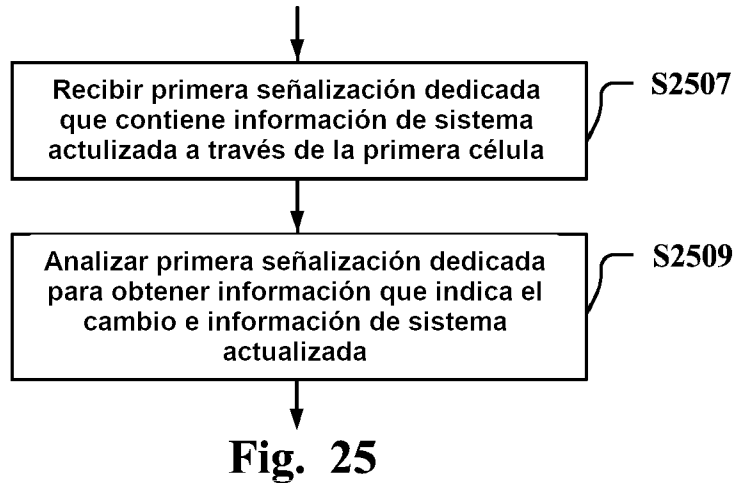 Recibir primera señalización dedicada
que contiene información de sistema
actulizada a través de la primera célula
S2507
Analizar primera señalización dedicada
para obtener información que indica el
cambio e información de sistema
actualizada
S2509
Fig. 25